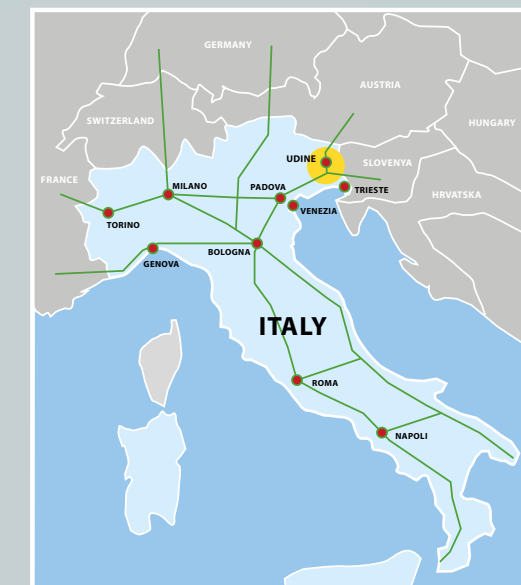 GERMANY
AUSTRIA
SWITZERLAND
HUNGARY
UDINE
SLOVENYA
FRANCE
MILANO
PADOVA
TRIESTE
HRVATSKA
VENEZIA
TORINO
BOLOGNA
GENOVA
ITALY
ROMA
NAPOLI